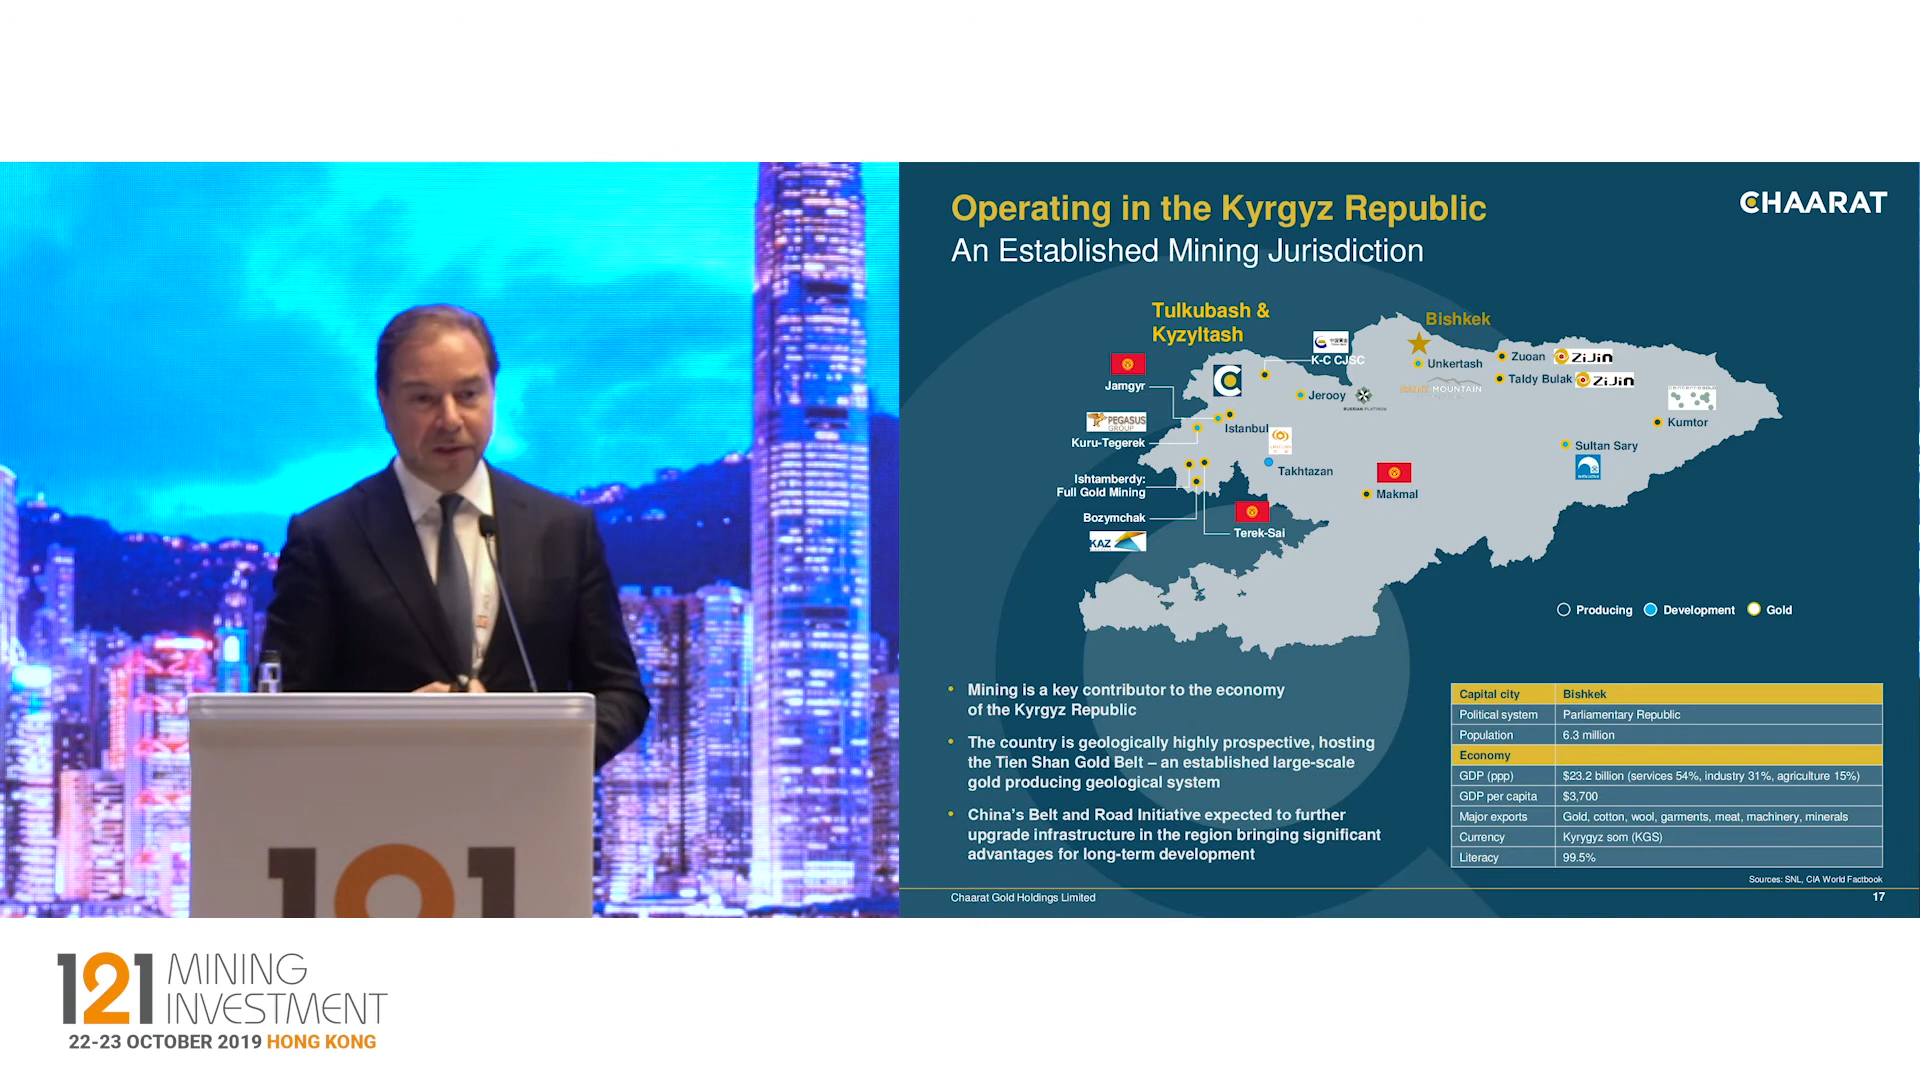 Operating in the Kyrgyz Republic
CHAARAT
An Established Mining Jurisdiction
Tulkubash &
Kyzyltash
Bishkek
K-C CJSC
Unkertash
Zuoan
ZiJin
Jamgyr
Taldy Bulak
ZiJin
MOUNTAIN
Jerooy
RUSSIAN PLATINUM
PEGASUS
GROUP
Istanbul
Kumtor
Kuru-Tegerek
Sultan Sary
Takhtazan
Ishtamberdy:
Full Gold Mining
Makmal
Bozymchak
Terek-Sai
KAZ
Producing
Development
Gold
• Mining is a key contributor to the economy
of the Kyrgyz Republic
• The country is geologically highly prospective, hosting
the Tien Shan Gold Belt – an established large-scale
gold producing geological system
• China's Belt and Road Initiative expected to further
upgrade infrastructure in the region bringing significant
advantages for long-term development
Capital city Bishkek
Political system Parliamentary Republic
Population 6.3 million
Economy
GDP (ppp) $23.2 billion (services 54%, industry 31%, agriculture 15%)
GDP per capita $3,700
Major exports Gold, cotton, wool, garments, meat, machinery, minerals
Currency Kyrygyz som (KGS)
Literacy 99.5%
Sources: SNL, CIA World Factbook
Chaarat Gold Holdings Limited
17
121
121 MINING
INVESTMENT
22-23 OCTOBER 2019 HONG KONG